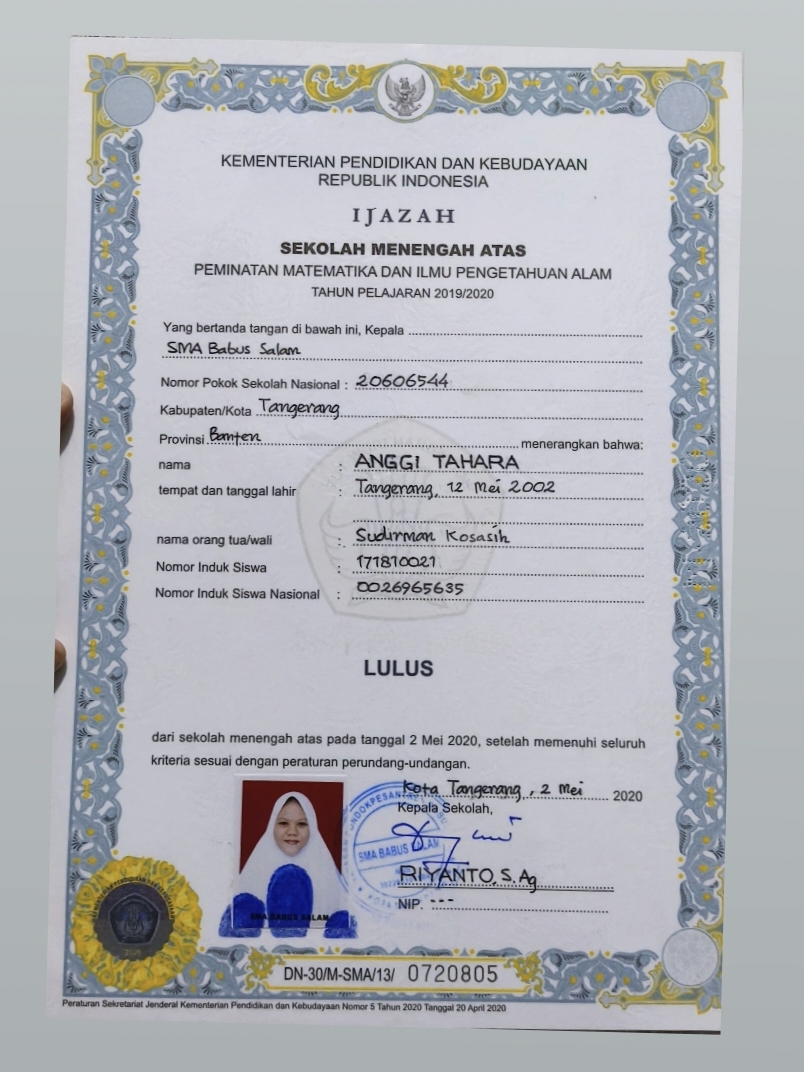 KEMENTERIAN PENDIDIKAN DAN KEBUDAYAAN
REPUBLIK INDONESIA
IJAZAH
SEKOLAH MENENGAH ATAS
PEMINATAN MATEMATIKA DAN ILMU PENGETAHUAN ALAM
TAHUN PELAJARAN 2019/2020
Yang bertanda tangan di bawah ini, Kepala
SMA Babus Salam
Nomor Pokok Sekolah Nasional : 20606544
Kabupaten/Kota Tangerang
Provinsi Banten menerangkan bahwa:
nama : ANGGI TAHARA
tempat dan tanggal lahir : Tangerang, 12 Mei 2002
nama orang tua/wali : Sudirman Kosasih
Nomor Induk Siswa : 171810021
Nomor Induk Siswa Nasional : 0026965635
LULUS
dari sekolah menengah atas pada tanggal 2 Mei 2020, setelah memenuhi seluruh
kriteria sesuai dengan peraturan perundang-undangan.
Kota Tangerang, 2 Mei 2020
Kepala Sekolah,
SMA BABUS SALAM
RIYANTO, S.Ag
NIP. ---
SMA BABUS SALAM
DN-30/M-SMA/13/ 0720805
Peraturan Sekretariat Jenderal Kementerian Pendidikan dan Kebudayaan Nomor 5 Tahun 2020 Tanggal 20 April 2020